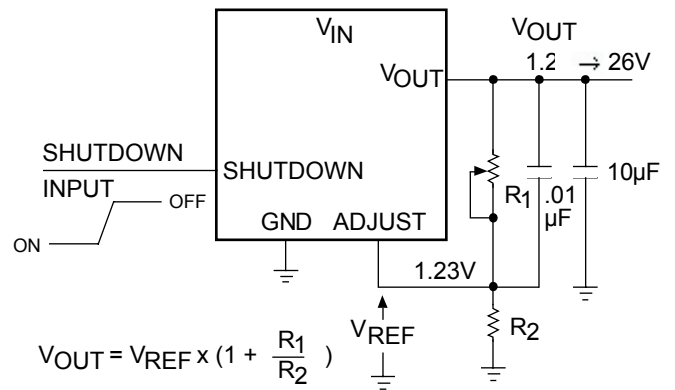 VIN
VOUT
VOUT
1.2 → 26V
SHUTDOWN
INPUT
SHUTDOWN
OFF
ON
GND
ADJUST
R1
.01
µF
10µF
1.23V
VREF
R2
VOUT = VREF x (1 + R1 / R2 )